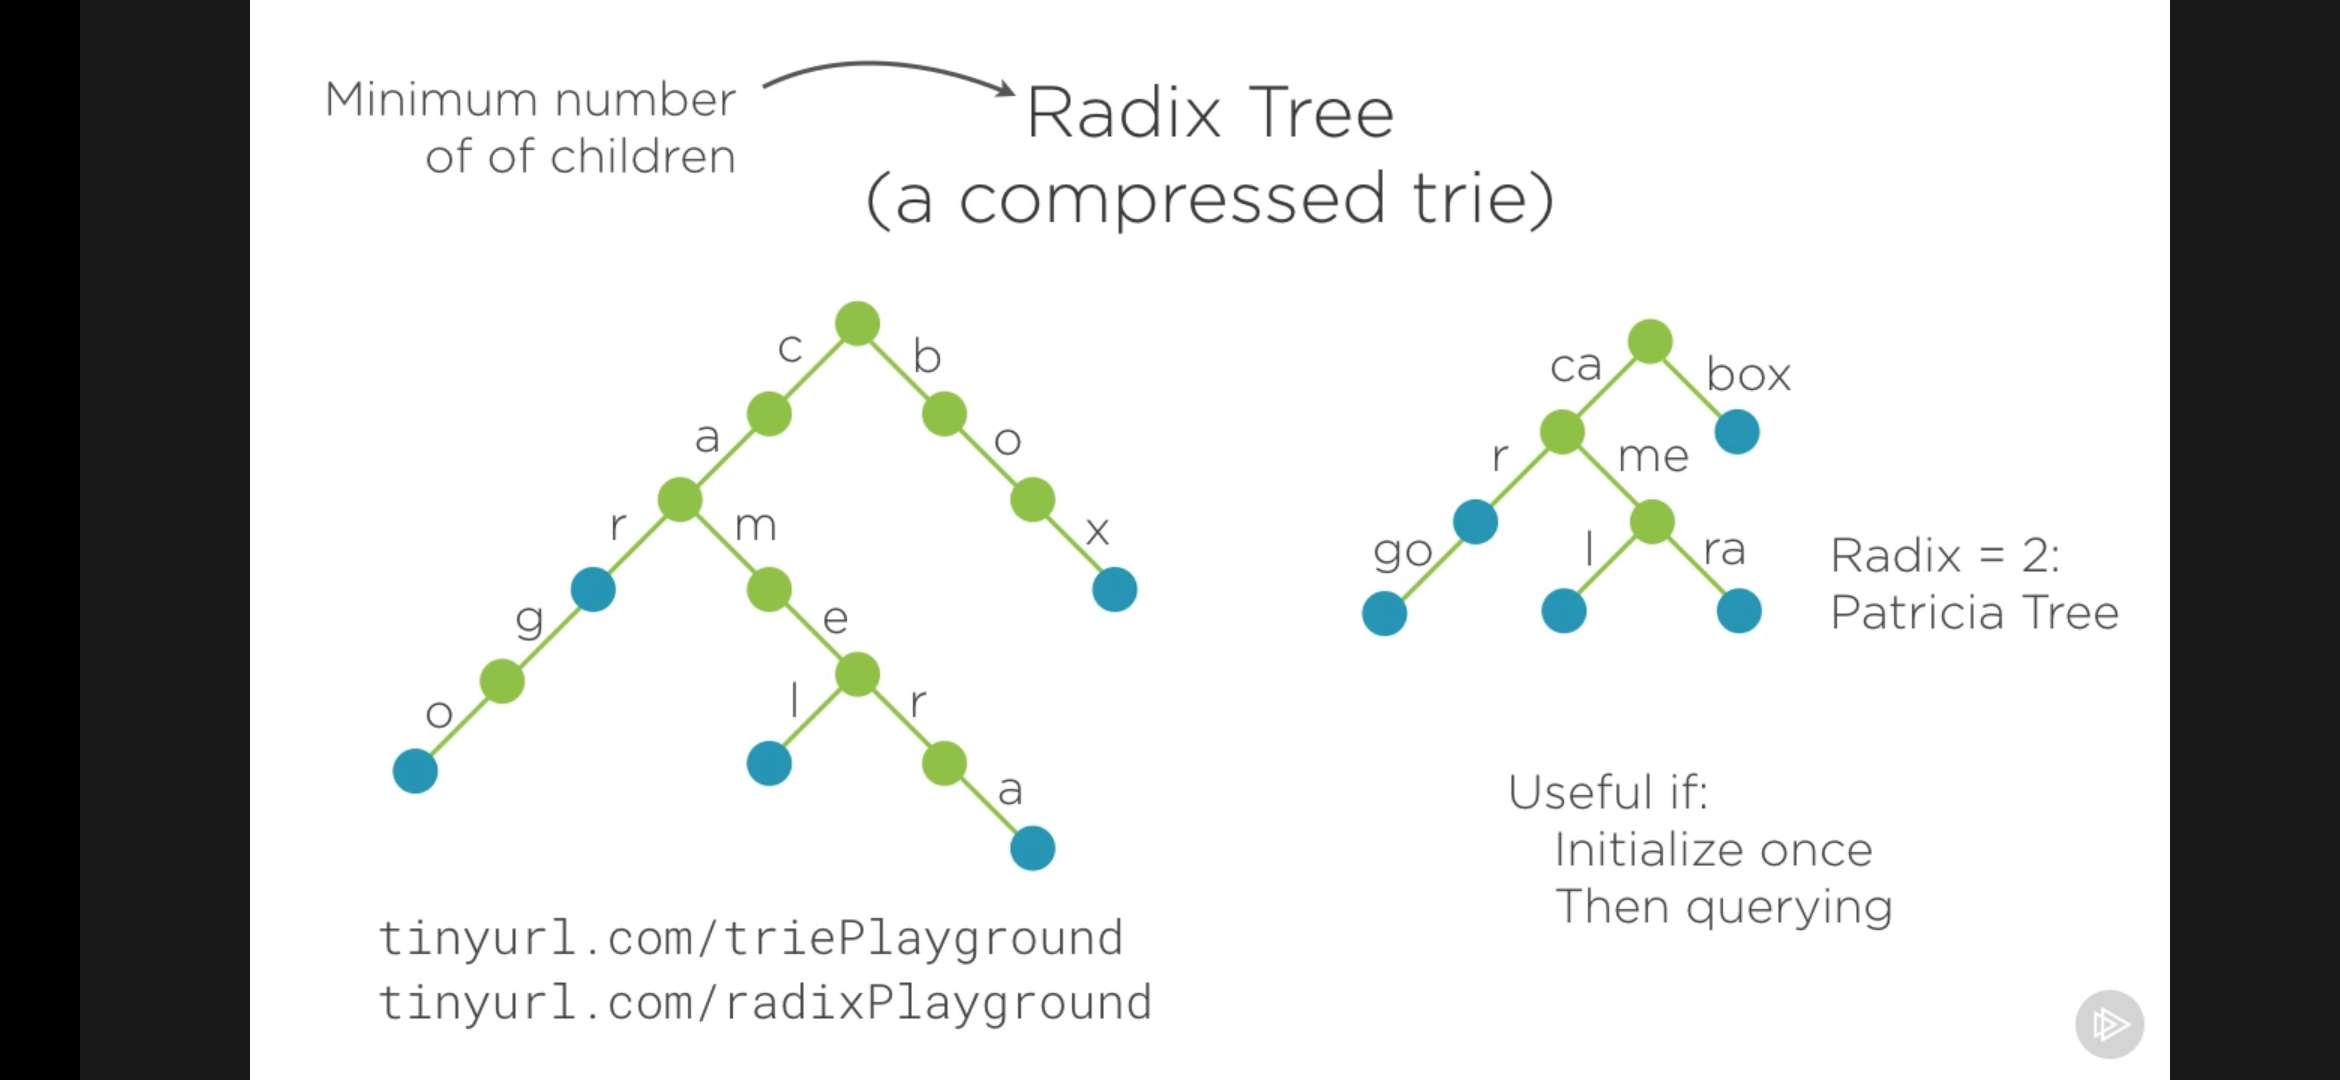 Minimum number
of of children
Radix Tree
(a compressed trie)
c
b
a
o
r
m
x
g
e
o
l
r
a
ca
box
r
me
go
l
ra
Radix = 2:
Patricia Tree
Useful if:
Initialize once
Then querying
tinyurl.com/triePlayground
tinyurl.com/radixPlayground